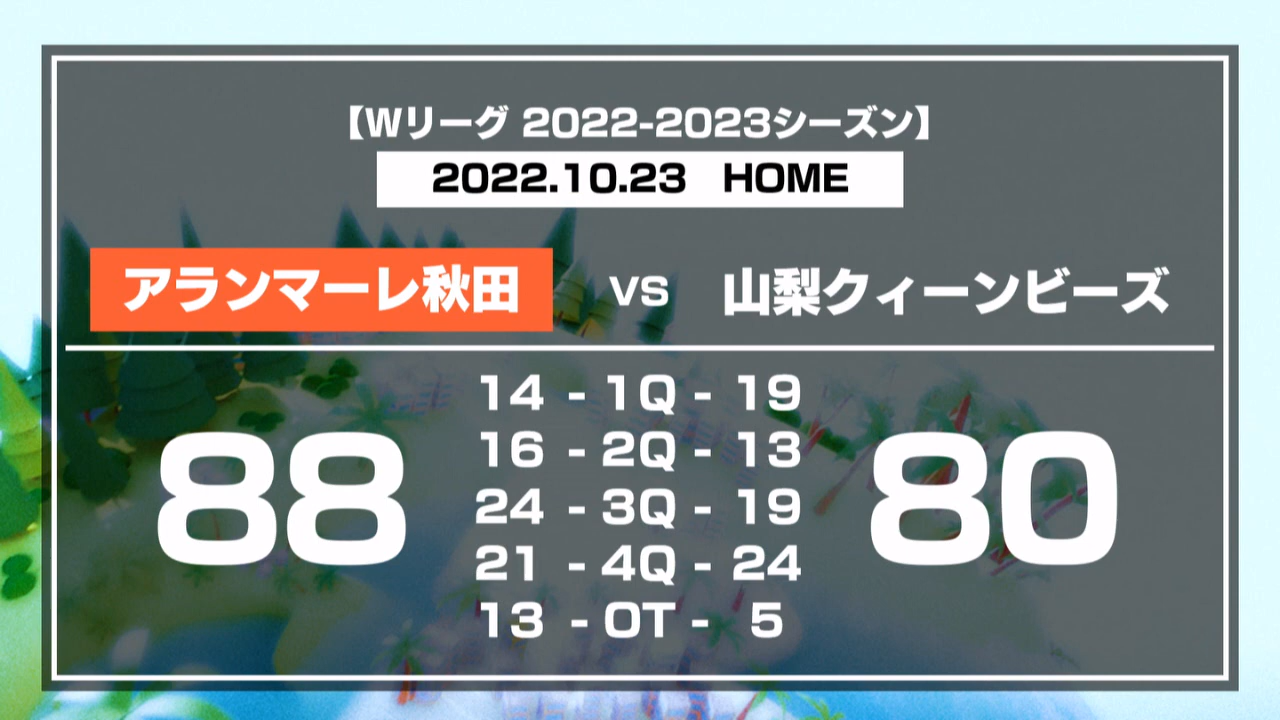 【Wリーグ 2022-2023シーズン】
2022.10.23 HOME
アランマーレ秋田 vs 山梨クィーンビーズ
88 80
14 - 1Q - 19
16 - 2Q - 13
24 - 3Q - 19
21 - 4Q - 24
13 - OT - 5